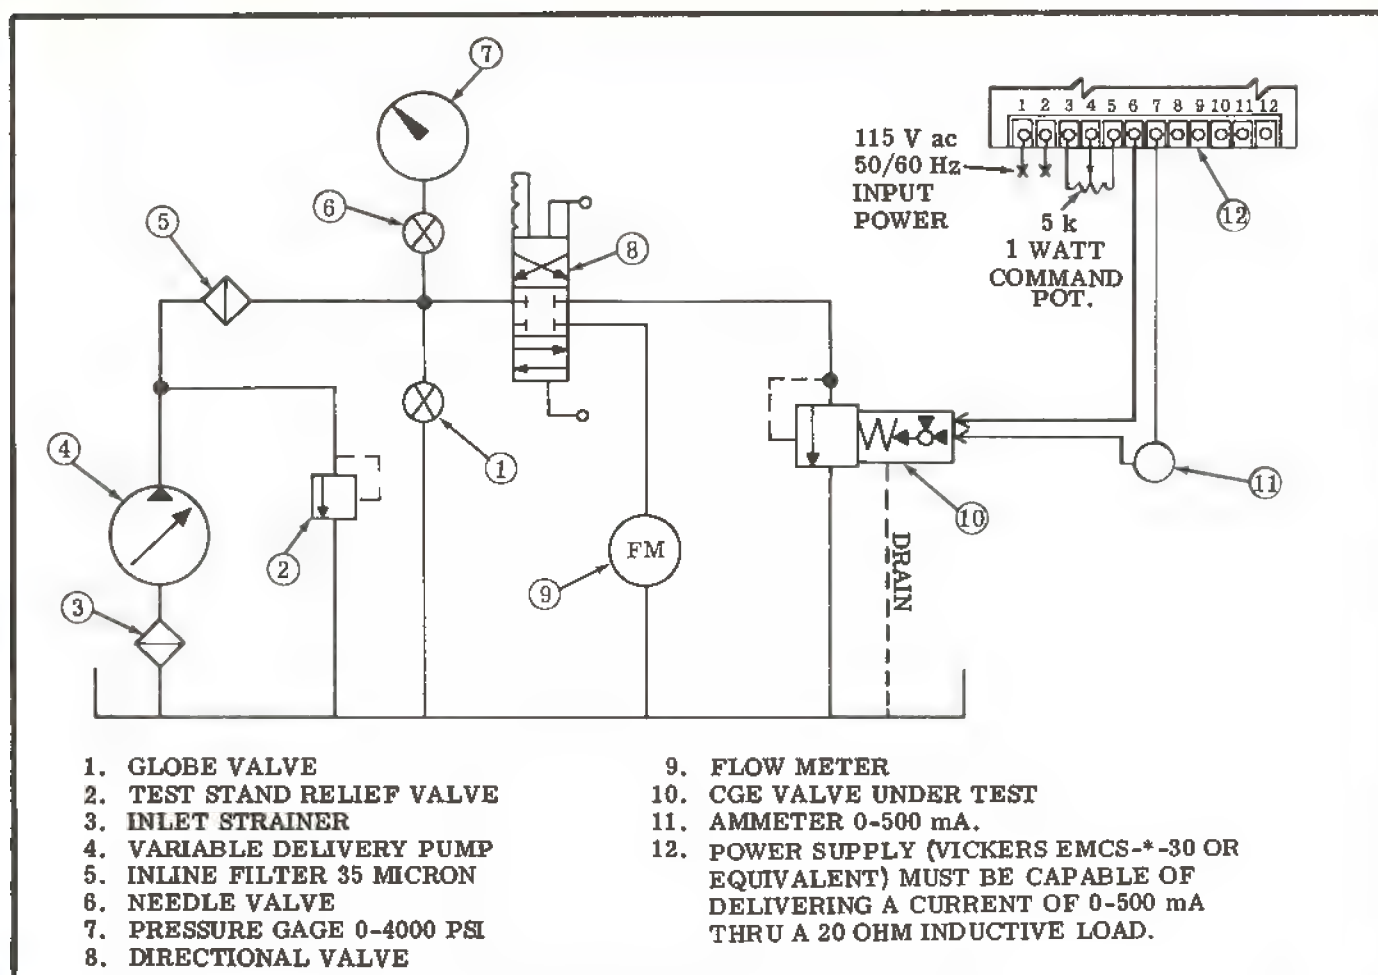 7
1 2 3 4 5 6 7 8 9 10 11 12
115 V ac
50/60 Hz
INPUT
POWER
5 k
1 WATT
COMMAND
POT.
12
5
6
8
4
1
2
3
9
FM
10
11
DRAIN
1. GLOBE VALVE
2. TEST STAND RELIEF VALVE
3. INLET STRAINER
4. VARIABLE DELIVERY PUMP
5. INLINE FILTER 35 MICRON
6. NEEDLE VALVE
7. PRESSURE GAGE 0-4000 PSI
8. DIRECTIONAL VALVE
9. FLOW METER
10. CGE VALVE UNDER TEST
11. AMMETER 0-500 mA.
12. POWER SUPPLY (VICKERS EMCS-*-30 OR
EQUIVALENT) MUST BE CAPABLE OF
DELIVERING A CURRENT OF 0-500 mA
THRU A 20 OHM INDUCTIVE LOAD.